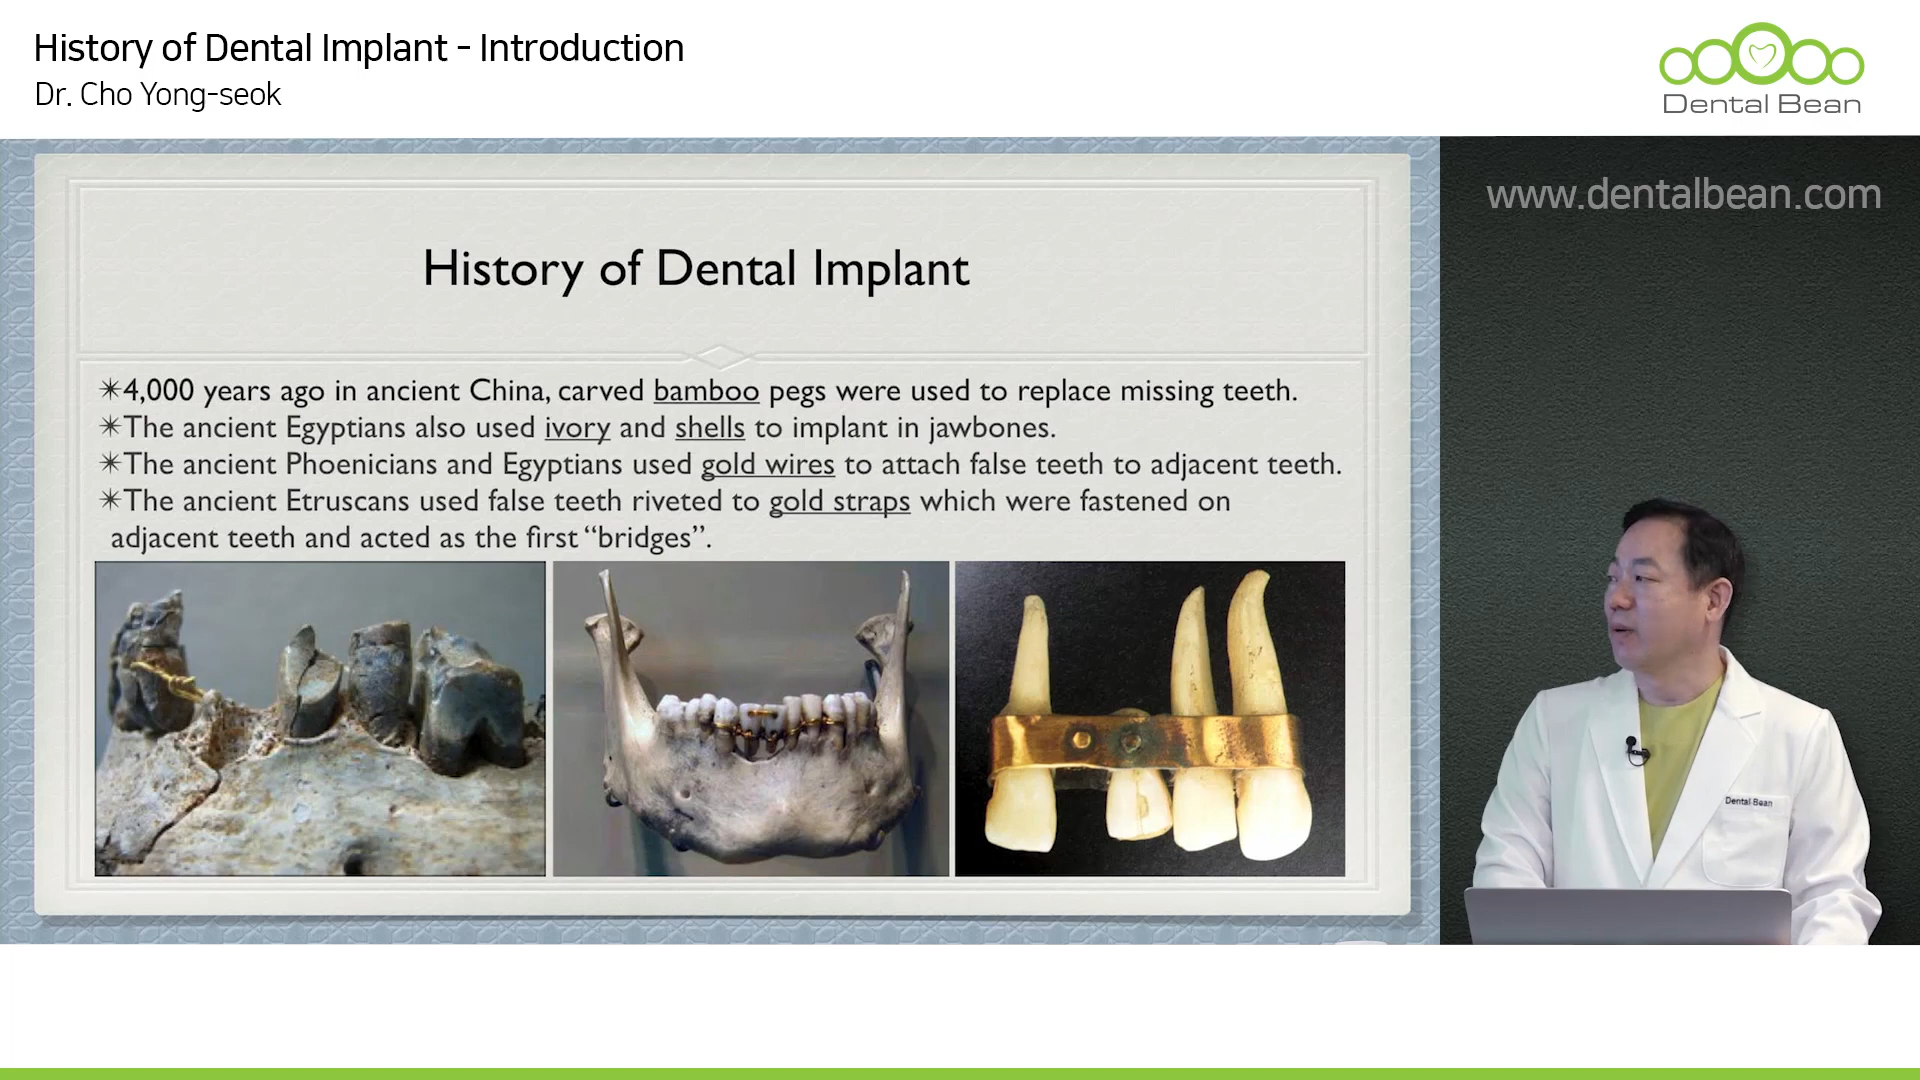 History of Dental Implant - Introduction
Dr. Cho Yong-seok
Dental Bean
www.dentalbean.com
History of Dental Implant
✴4,000 years ago in ancient China, carved bamboo pegs were used to replace missing teeth.
✴The ancient Egyptians also used ivory and shells to implant in jawbones.
✴The ancient Phoenicians and Egyptians used gold wires to attach false teeth to adjacent teeth.
✴The ancient Etruscans used false teeth riveted to gold straps which were fastened on
adjacent teeth and acted as the first “bridges”.
Dental Bean